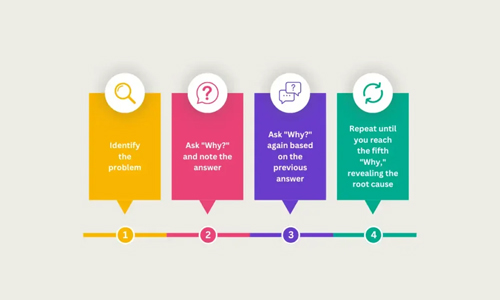 Identify
the
problem
Ask "Why?"
and note the
answer
Ask "Why?"
again based
on the
previous
answer
Repeat until
you reach
the fifth
"Why,"
revealing the
root cause
1
2
3
4